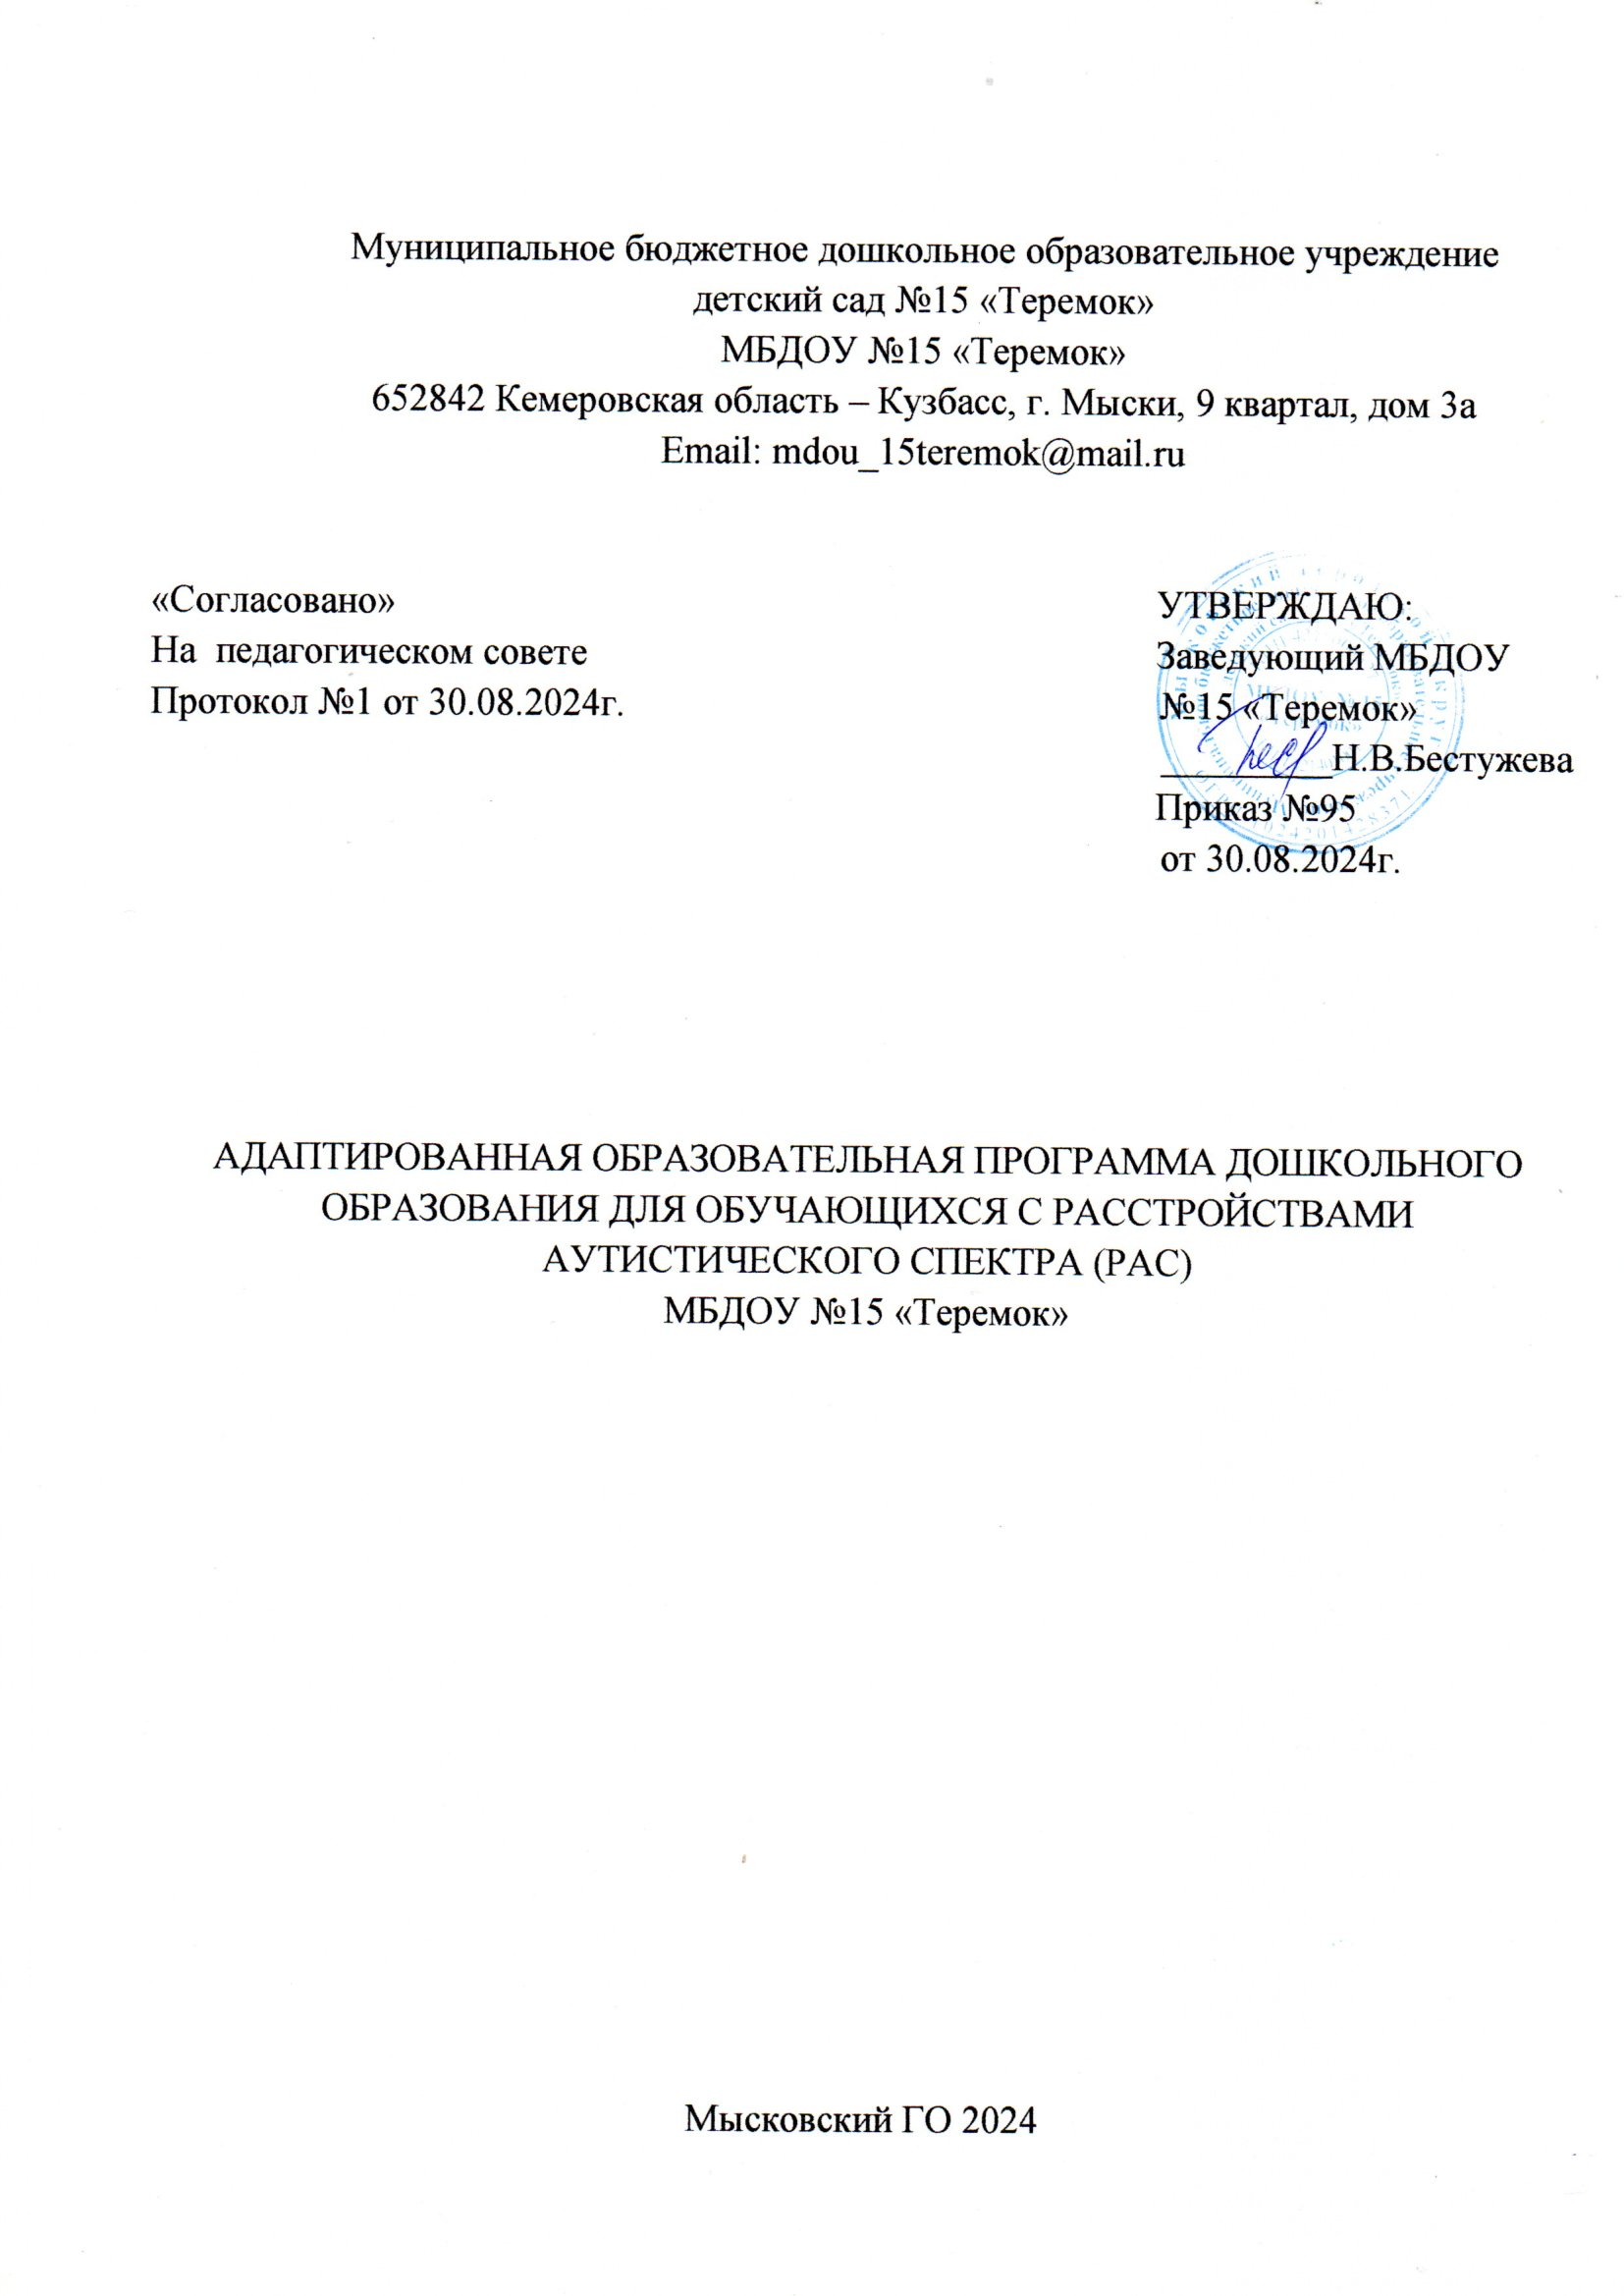 Муниципальное бюджетное дошкольное образовательное учреждение
детский сад №15 «Теремок»
МБДОУ №15 «Теремок»
652842 Кемеровская область – Кузбасс, г. Мыски, 9 квартал, дом 3а
Email: mdou_15teremok@mail.ru
«Согласовано»
На педагогическом совете
Протокол №1 от 30.08.2024г.
УТВЕРЖДАЮ:
Заведующий МБДОУ
№15 «Теремок»
_________Н.В.Бестужева
Приказ №95
от 30.08.2024г.
АДАПТИРОВАННАЯ ОБРАЗОВАТЕЛЬНАЯ ПРОГРАММА ДОШКОЛЬНОГО
ОБРАЗОВАНИЯ ДЛЯ ОБУЧАЮЩИХСЯ С РАССТРОЙСТВАМИ
АУТИСТИЧЕСКОГО СПЕКТРА (РАС)
МБДОУ №15 «Теремок»
Мысковский ГО 2024